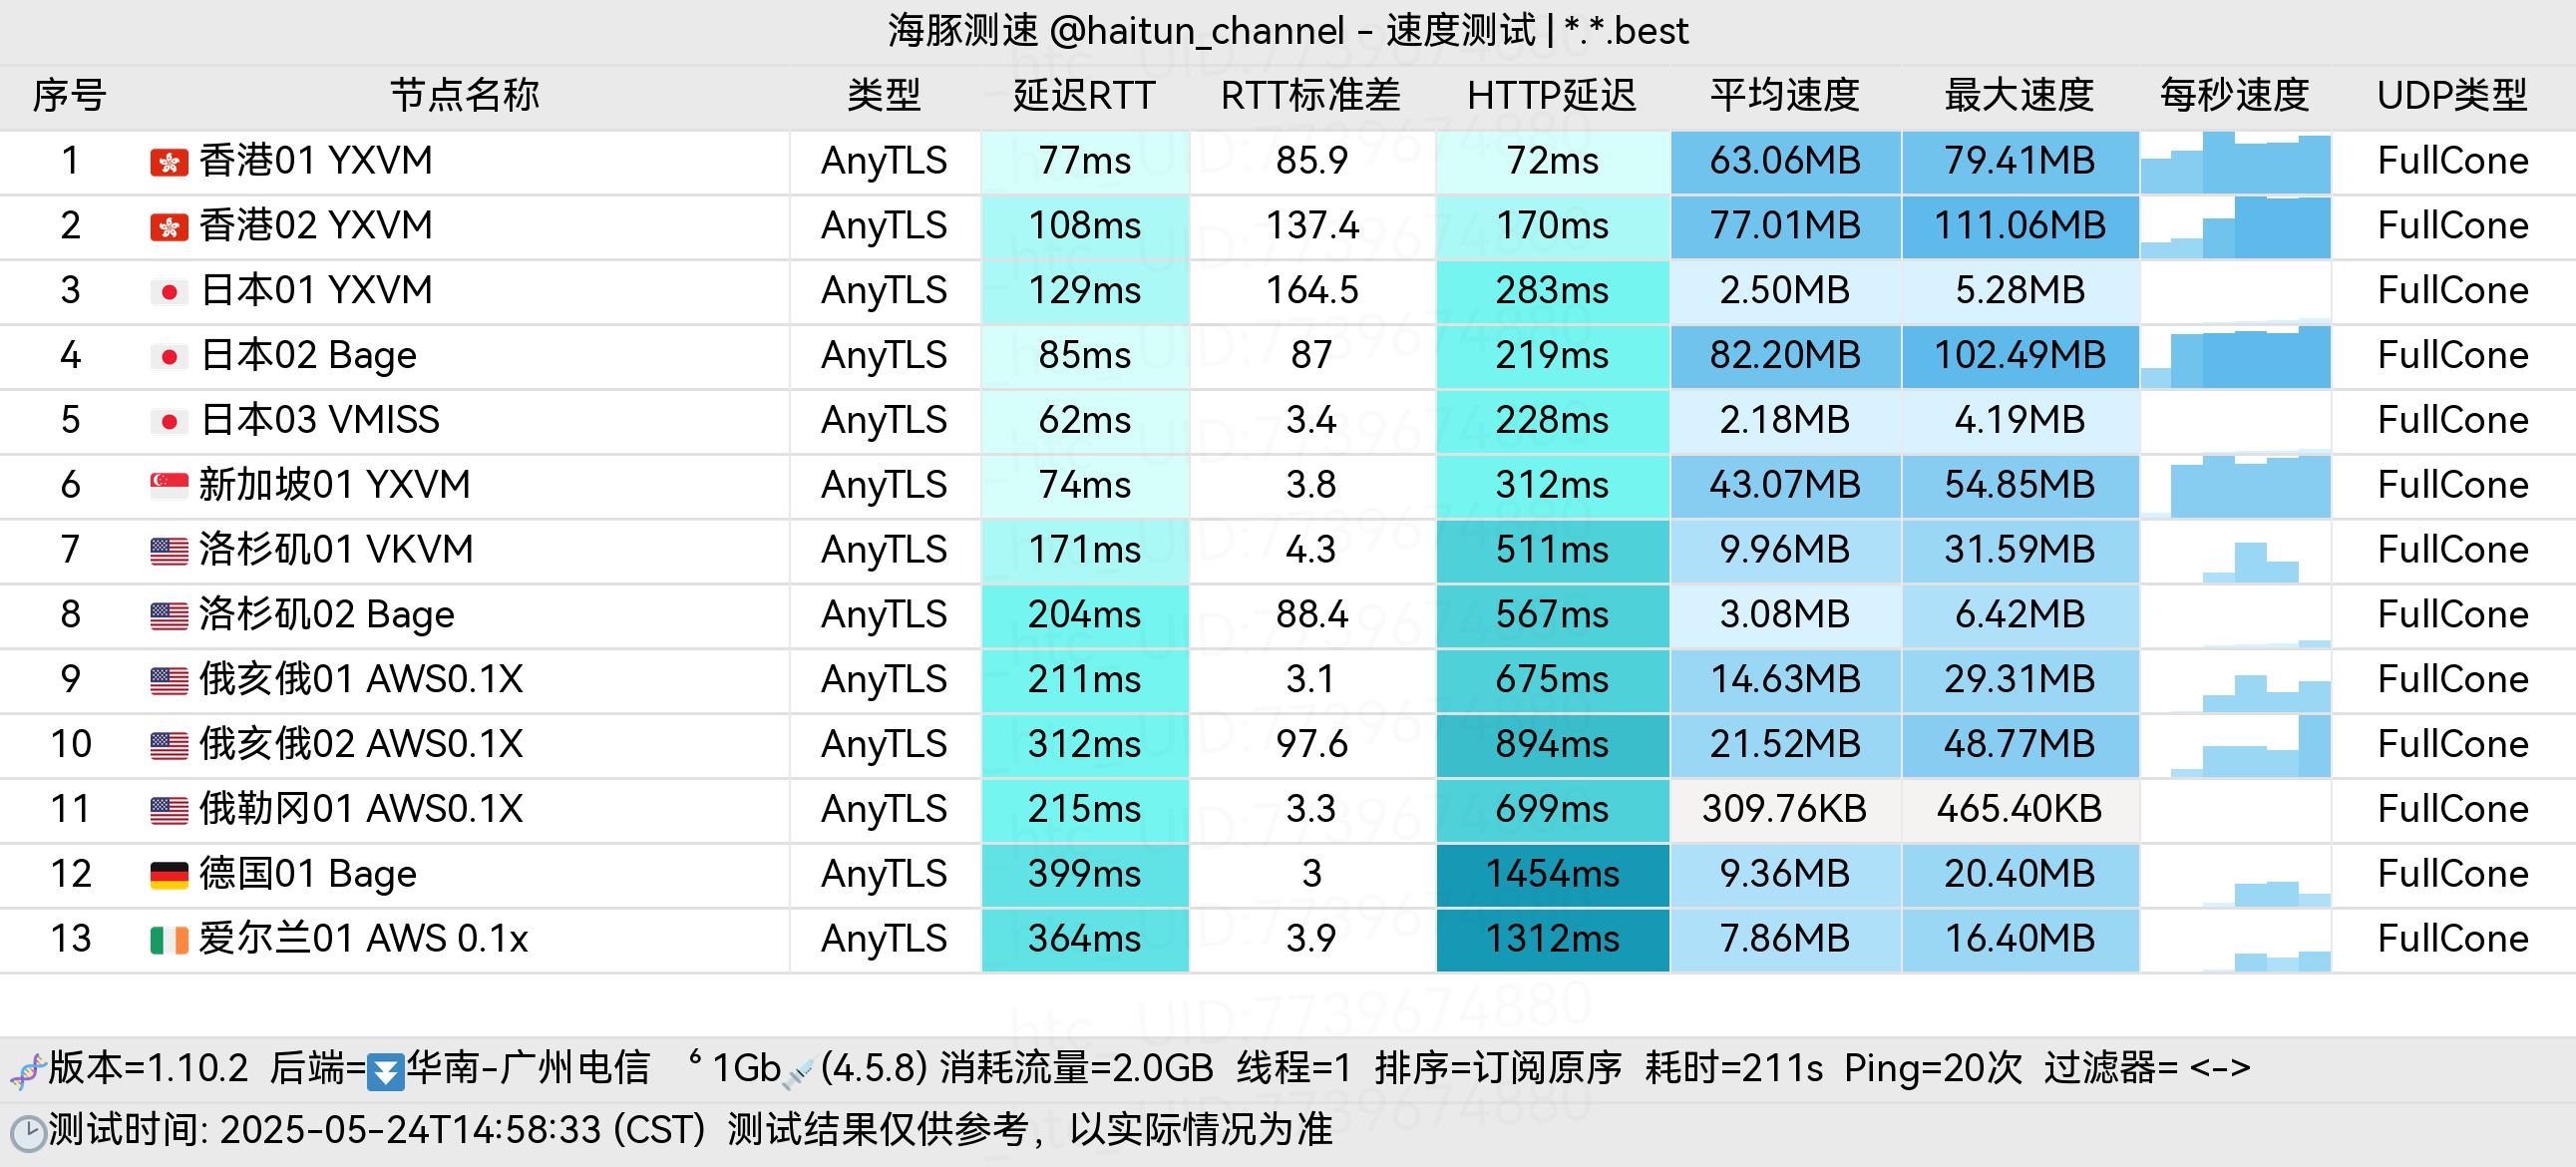 海豚测速 @haitun_channel - 速度测试 | *.*.best
序号 节点名称 类型 延迟RTT RTT标准差 HTTP延迟 平均速度 最大速度 每秒速度 UDP类型
1 香港01 YXVM AnyTLS 77ms 85.9 72ms 63.06MB 79.41MB FullCone
2 香港02 YXVM AnyTLS 108ms 137.4 170ms 77.01MB 111.06MB FullCone
3 日本01 YXVM AnyTLS 129ms 164.5 283ms 2.50MB 5.28MB FullCone
4 日本02 Bage AnyTLS 85ms 87 219ms 82.20MB 102.49MB FullCone
5 日本03 VMISS AnyTLS 62ms 3.4 228ms 2.18MB 4.19MB FullCone
6 新加坡01 YXVM AnyTLS 74ms 3.8 312ms 43.07MB 54.85MB FullCone
7 洛杉矶01 VKVM AnyTLS 171ms 4.3 511ms 9.96MB 31.59MB FullCone
8 洛杉矶02 Bage AnyTLS 204ms 88.4 567ms 3.08MB 6.42MB FullCone
9 俄亥俄01 AWS0.1X AnyTLS 211ms 3.1 675ms 14.63MB 29.31MB FullCone
10 俄亥俄02 AWS0.1X AnyTLS 312ms 97.6 894ms 21.52MB 48.77MB FullCone
11 俄勒冈01 AWS0.1X AnyTLS 215ms 3.3 699ms 309.76KB 465.40KB FullCone
12 德国01 Bage AnyTLS 399ms 3 1454ms 9.36MB 20.40MB FullCone
13 爱尔兰01 AWS 0.1x AnyTLS 364ms 3.9 1312ms 7.86MB 16.40MB FullCone
_htc_ UID:7739674880
版本=1.10.2 后端=⏬华南-广州电信 ⁶ 1Gb💉(4.5.8) 消耗流量=2.0GB 线程=1 排序=订阅原序 耗时=211s Ping=20次 过滤器= <->
测试时间: 2025-05-24T14:58:33 (CST) 测试结果仅供参考，以实际情况为准